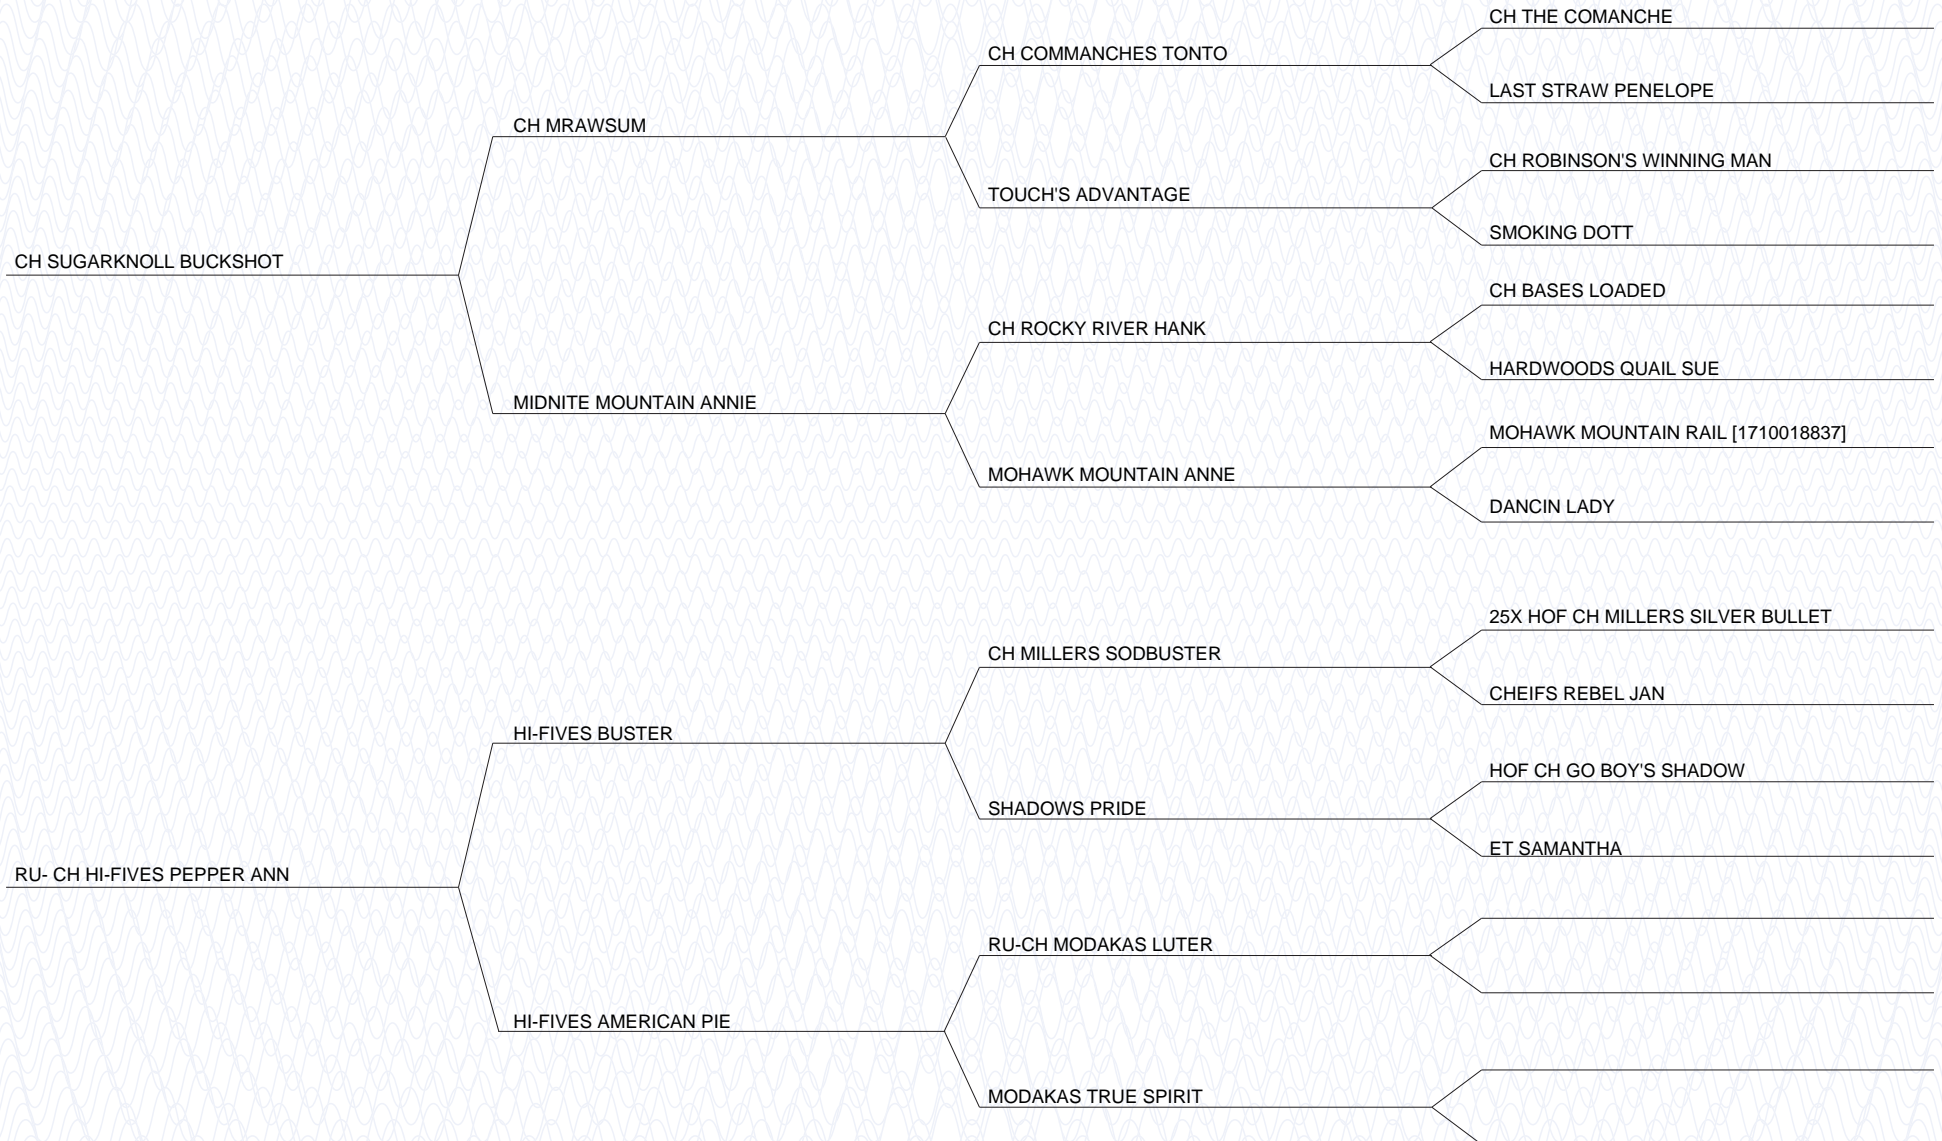 CH THE COMANCHE
CH COMMANCHES TONTO
LAST STRAW PENELOPE
CH MRAWSUM
CH ROBINSON'S WINNING MAN
TOUCH'S ADVANTAGE
SMOKING DOTT
CH SUGARKNOLL BUCKSHOT
CH BASES LOADED
CH ROCKY RIVER HANK
HARDWOODS QUAIL SUE
MIDNITE MOUNTAIN ANNIE
MOHAWK MOUNTAIN RAIL [1710018837]
MOHAWK MOUNTAIN ANNE
DANCIN LADY
25X HOF CH MILLERS SILVER BULLET
CH MILLERS SODBUSTER
CHEIFS REBEL JAN
HI-FIVES BUSTER
HOF CH GO BOY'S SHADOW
SHADOWS PRIDE
ET SAMANTHA
RU- CH HI-FIVES PEPPER ANN
RU-CH MODAKAS LUTER
HI-FIVES AMERICAN PIE
MODAKAS TRUE SPIRIT